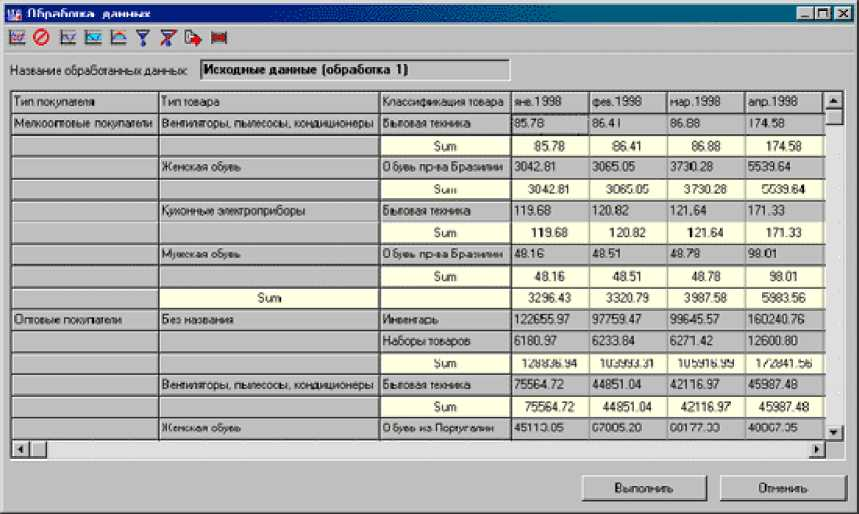 Обработка данных
Название обработанных данных: Исходные данные (обработка 1)
Тип покупателя Тип товара Классификация товара янв.1998 фев.1998 мар.1998 апр.1998
Мелкооптовые покупатели Вентиляторы, пылесосы, кондиционеры Бытовая техника 85.78 86.41 86.88 174.58
Sum 85.78 86.41 86.88 174.58
Женская обувь Обувь пр-ва Бразилии 3042.81 3065.05 3730.28 5539.64
Sum 3042.81 3065.05 3730.28 5539.64
Кухонные электроприборы Бытовая техника 119.68 120.82 121.64 171.33
Sum 119.68 120.82 121.64 171.33
Мужская обувь Обувь пр-ва Бразилии 48.16 48.51 48.78 98.01
Sum 48.16 48.51 48.78 98.01
Sum 3296.43 3320.79 3987.58 5983.56
Оптовые покупатели Без названия Инвентарь 122655.97 97759.47 99645.57 160240.76
Наборы товаров 6180.97 6233.84 6271.42 12600.80
Sum 128836.94 103993.31 105916.99 172841.56
Вентиляторы, пылесосы, кондиционеры Бытовая техника 75564.72 44851.04 42116.97 45987.48
Sum 75564.72 44851.04 42116.97 45987.48
Женская обувь Обувь из Португалии 45113.05
Выполнить Отменить